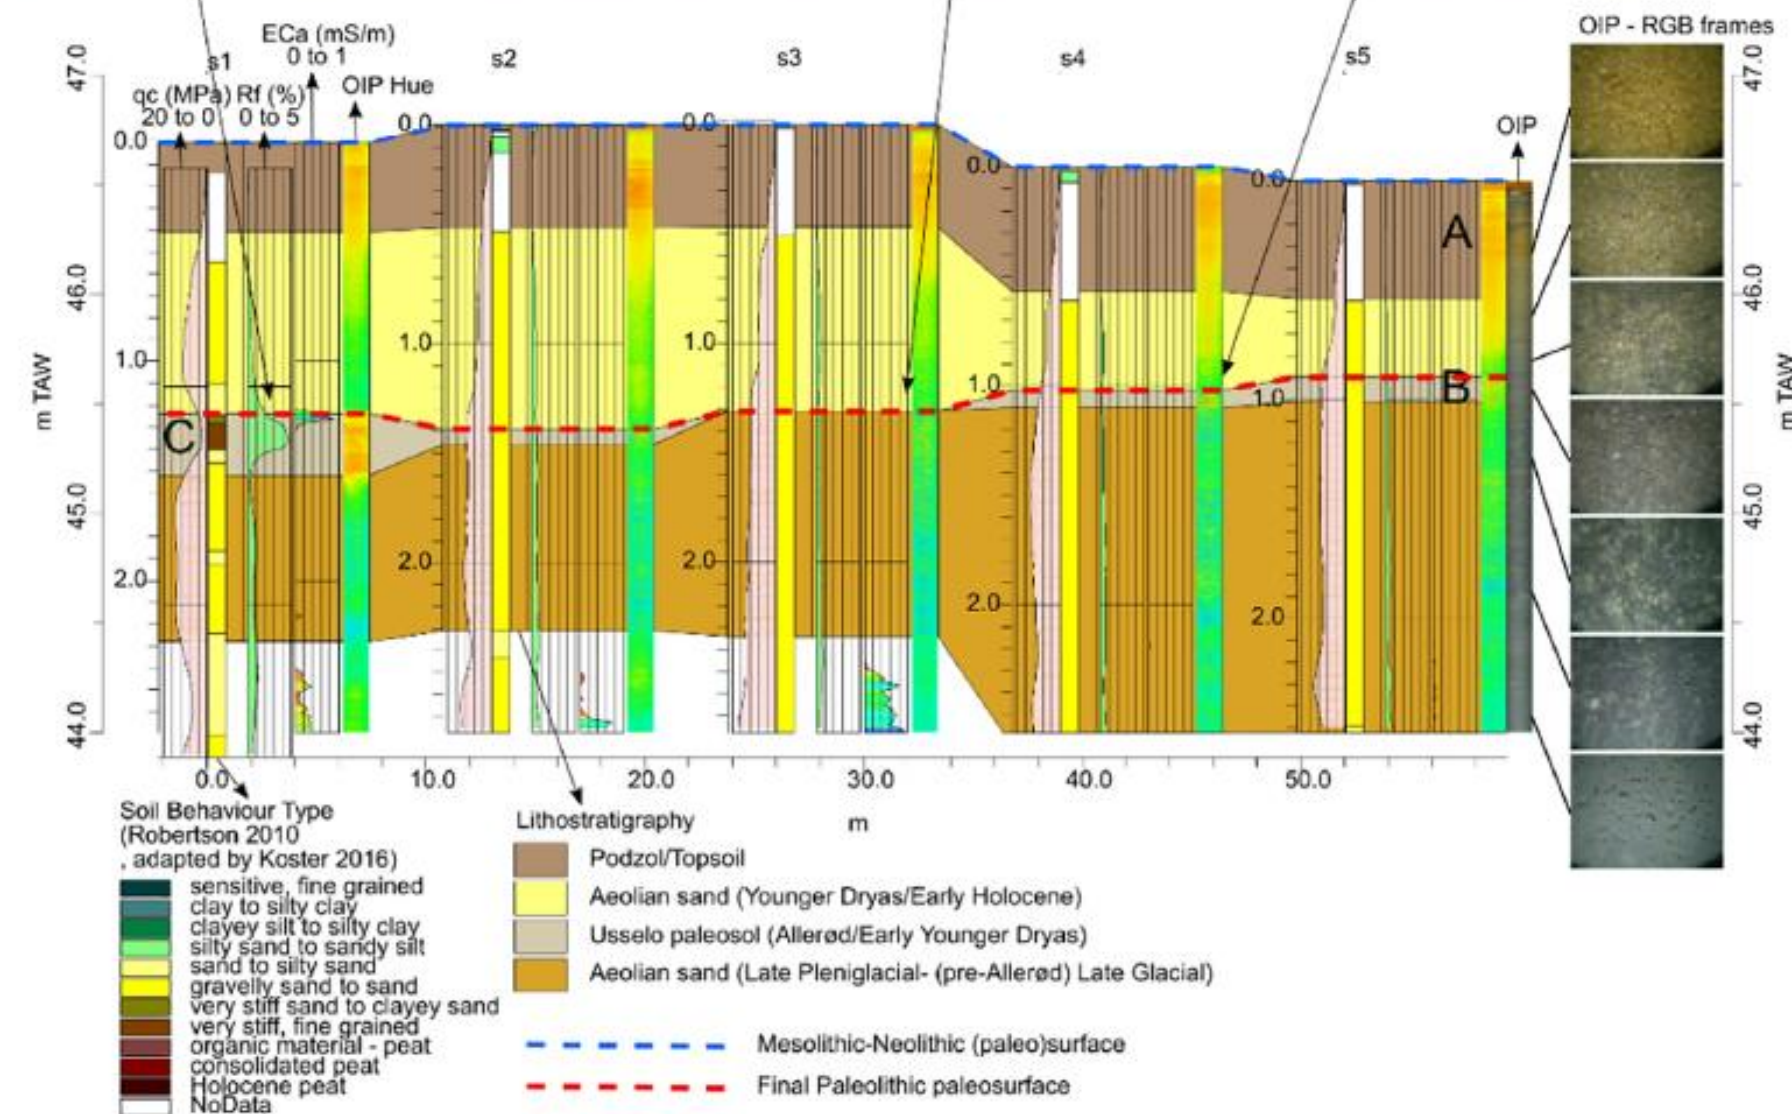 OIP - RGB frames
ECa (mS/m)
0 to 1
s1
s2
s3
s4
s5
qc (MPa) Rf (%)
20 to 0 0 to 5
OIP Hue
OIP
47.0
46.0
45.0
44.0
m TAW
0.0
1.0
2.0
0.0
1.0
2.0
0.0
1.0
2.0
0.0
1.0
2.0
0.0
1.0
2.0
A
B
C
47.0
46.0
45.0
44.0
m TAW
0.0 10.0 20.0 30.0 40.0 50.0
m
Soil Behaviour Type
(Robertson 2010
, adapted by Koster 2016)
sensitive, fine grained
clay to silty clay
clayey silt to silty clay
silty sand to sandy silt
sand to silty sand
gravelly sand to sand
very stiff sand to clayey sand
very stiff, fine grained
organic material - peat
consolidated peat
Holocene peat
NoData
Lithostratigraphy
Podzol/Topsoil
Aeolian sand (Younger Dryas/Early Holocene)
Usselo paleosol (Allerød/Early Younger Dryas)
Aeolian sand (Late Pleniglacial- (pre-Allerød) Late Glacial)
Mesolithic-Neolithic (paleo)surface
Final Paleolithic paleosurface